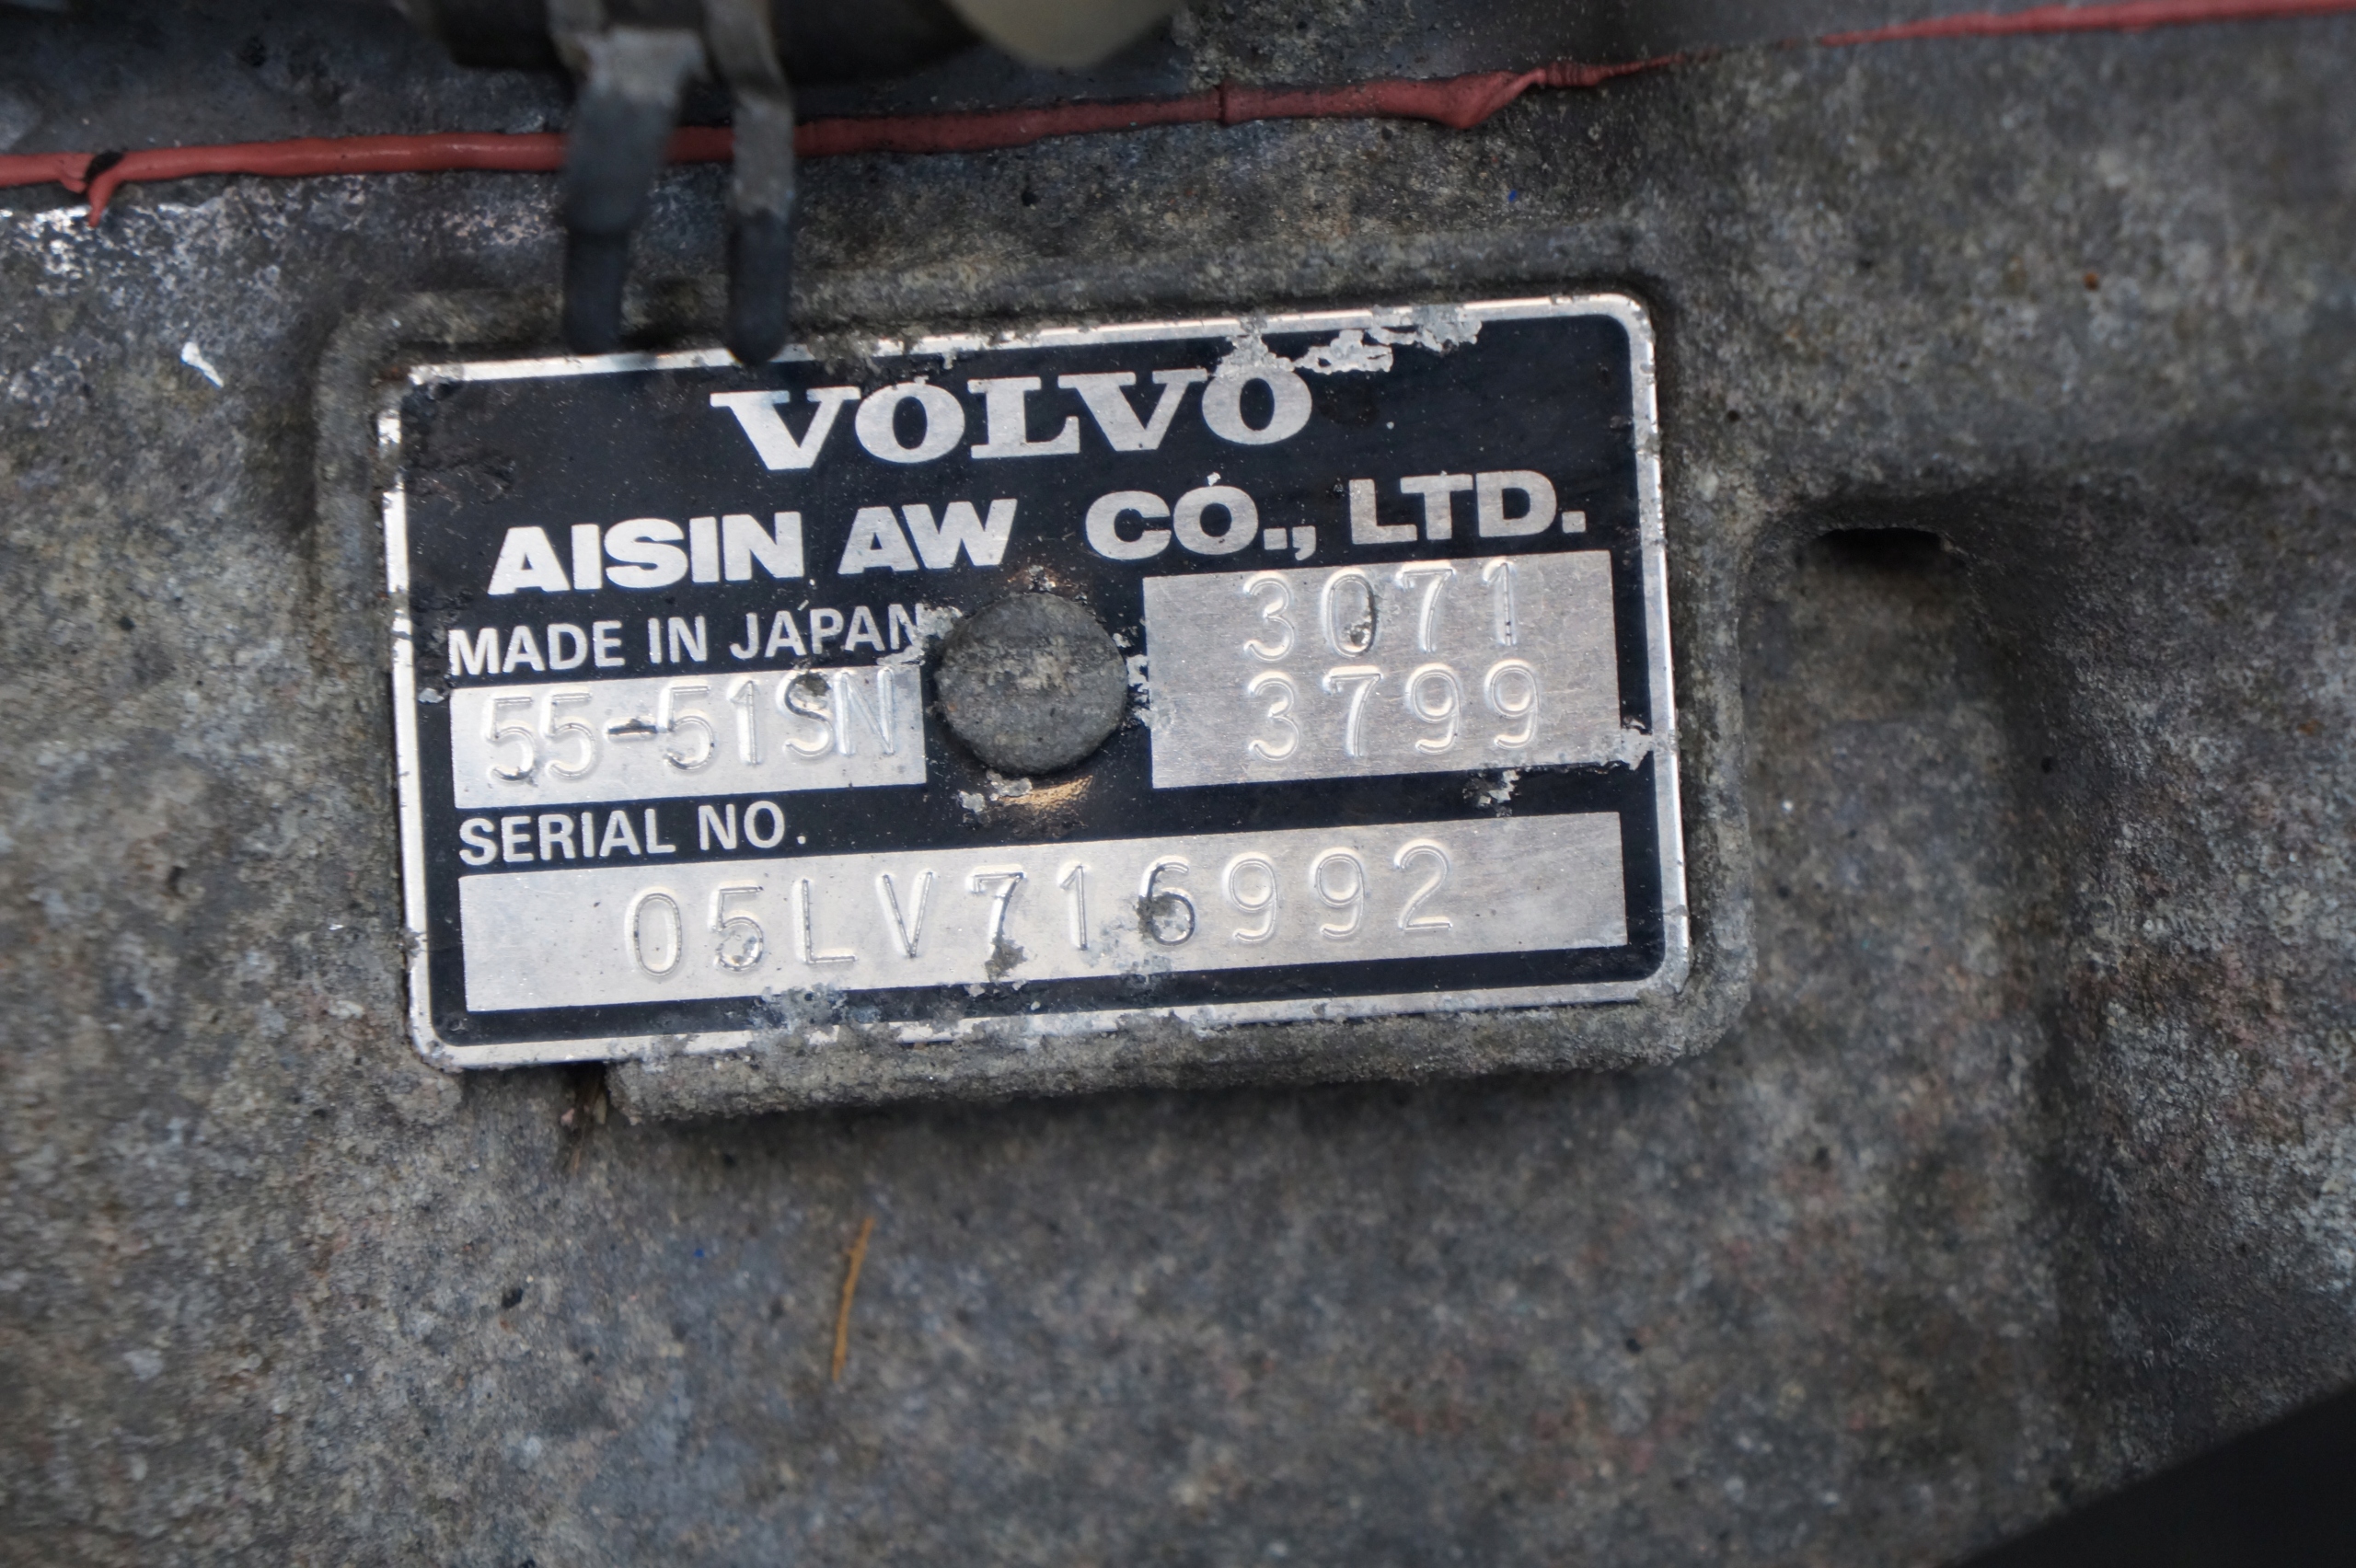 VOLVO
AISIN AW CO., LTD.
MADE IN JAPAN
55-51SN
3071
3799
SERIAL NO.
05LV716992